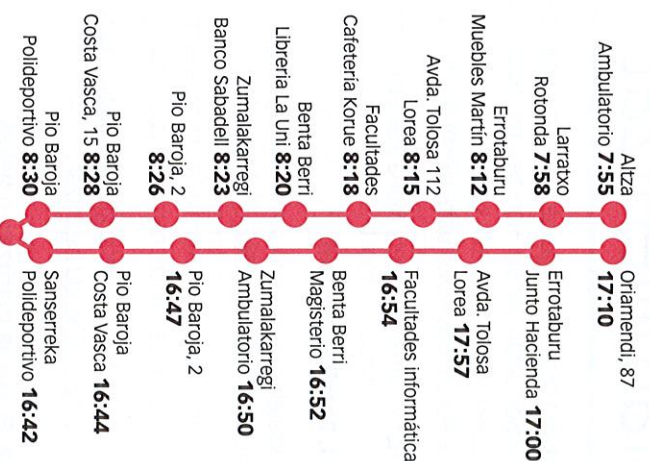 Altza
Ambulatorio 7:55
Larratxo
Rotonda 7:58
Errotaburu
Muebles Martín 8:12
Avda. Tolosa 112
Lorea 8:15
Facultades
Cafetería Korue 8:18
Benta Berri
Librería La Uni 8:20
Zumalakarregi
Banco Sabadell 8:23
Pio Baroja, 2
8:26
Pio Baroja
Costa Vasca, 15 8:28
Pio Baroja
Polideportivo 8:30
Oriamendi, 87
17:10
Errotaburu
Junto Hacienda 17:00
Avda. Tolosa
Lorea 17:57
Facultades informática
16:54
Benta Berri
Magisterio 16:52
Zumalakarregi
Ambulatorio 16:50
Pio Baroja, 2
16:47
Pio Baroja
Costa Vasca 16:44
Sanserreka
Polideportivo 16:42